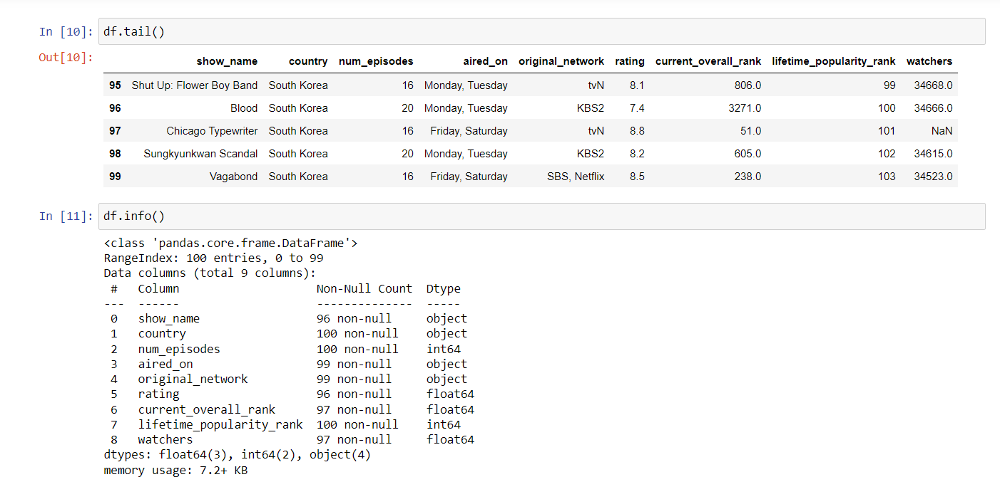 In [10]: df.tail()
Out[10]:
show_name country num_episodes aired_on original_network rating current_overall_rank lifetime_popularity_rank watchers
95 Shut Up: Flower Boy Band South Korea 16 Monday, Tuesday tvN 8.1 806.0 99 34668.0
96 Blood South Korea 20 Monday, Tuesday KBS2 7.4 3271.0 100 34666.0
97 Chicago Typewriter South Korea 16 Friday, Saturday tvN 8.8 51.0 101 NaN
98 Sungkyunkwan Scandal South Korea 20 Monday, Tuesday KBS2 8.2 605.0 102 34615.0
99 Vagabond South Korea 16 Friday, Saturday SBS, Netflix 8.5 238.0 103 34523.0
In [11]: df.info()
<class 'pandas.core.frame.DataFrame'>
RangeIndex: 100 entries, 0 to 99
Data columns (total 9 columns):
# Column Non-Null Count Dtype
--- ------ -------------- -----
0 show_name 96 non-null object
1 country 100 non-null object
2 num_episodes 100 non-null int64
3 aired_on 99 non-null object
4 original_network 99 non-null object
5 rating 96 non-null float64
6 current_overall_rank 97 non-null float64
7 lifetime_popularity_rank 100 non-null int64
8 watchers 97 non-null float64
dtypes: float64(3), int64(2), object(4)
memory usage: 7.2+ KB